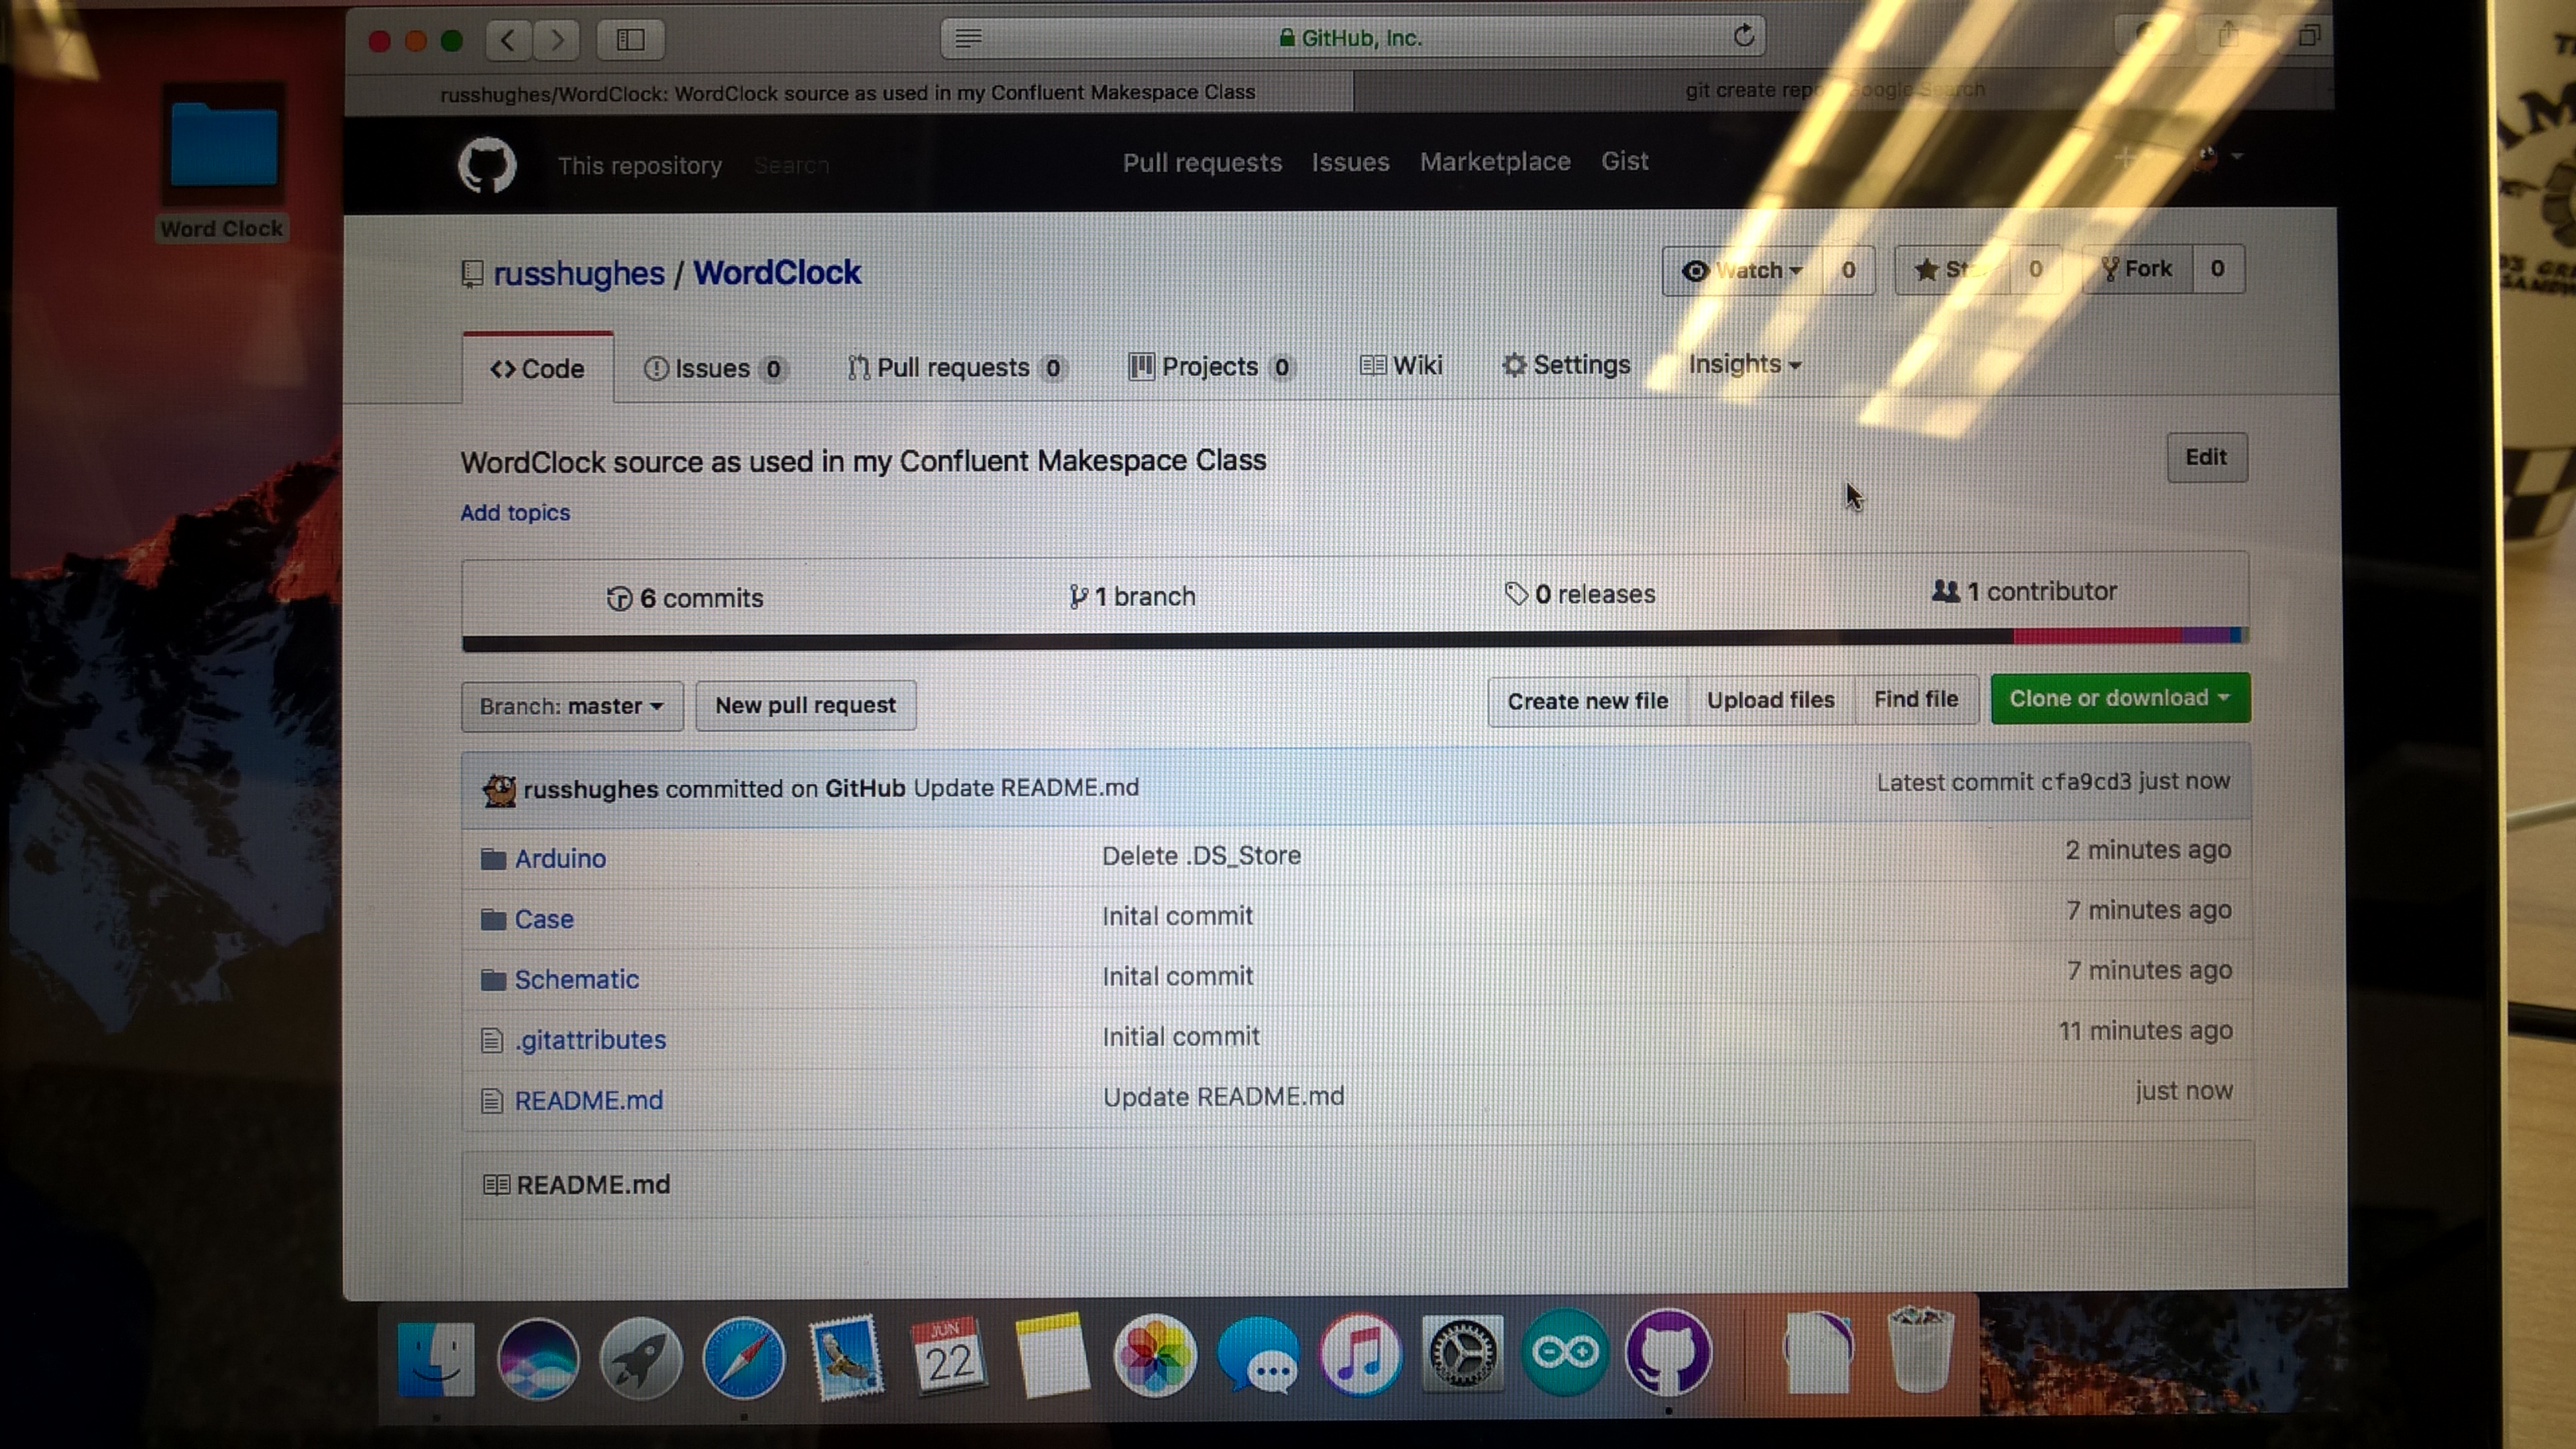 GitHub, Inc.
russhughes/WordClock: WordClock source as used in my Confluent Makespace Class
git create repo Google Search
Word Clock
This repository Search Pull requests Issues Marketplace Gist
russhughes / WordClock Watch 0 0 Fork 0
Code Issues 0 Pull requests 0 Projects 0 Wiki Settings Insights
WordClock source as used in my Confluent Makespace Class Edit
Add topics
6 commits 1 branch 0 releases 1 contributor
Branch: master New pull request Create new file Upload files Find file Clone or download
russhughes committed on GitHub Update README.md Latest commit cfa9cd3 just now
Arduino Delete .DS_Store 2 minutes ago
Case Inital commit 7 minutes ago
Schematic Inital commit 7 minutes ago
.gitattributes Initial commit 11 minutes ago
README.md Update README.md just now
README.md
JUN
22